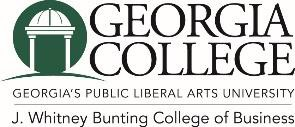 GEORGIA
COLLEGE
GEORGIA'S PUBLIC LIBERAL ARTS UNIVERSITY
J. Whitney Bunting College of Business